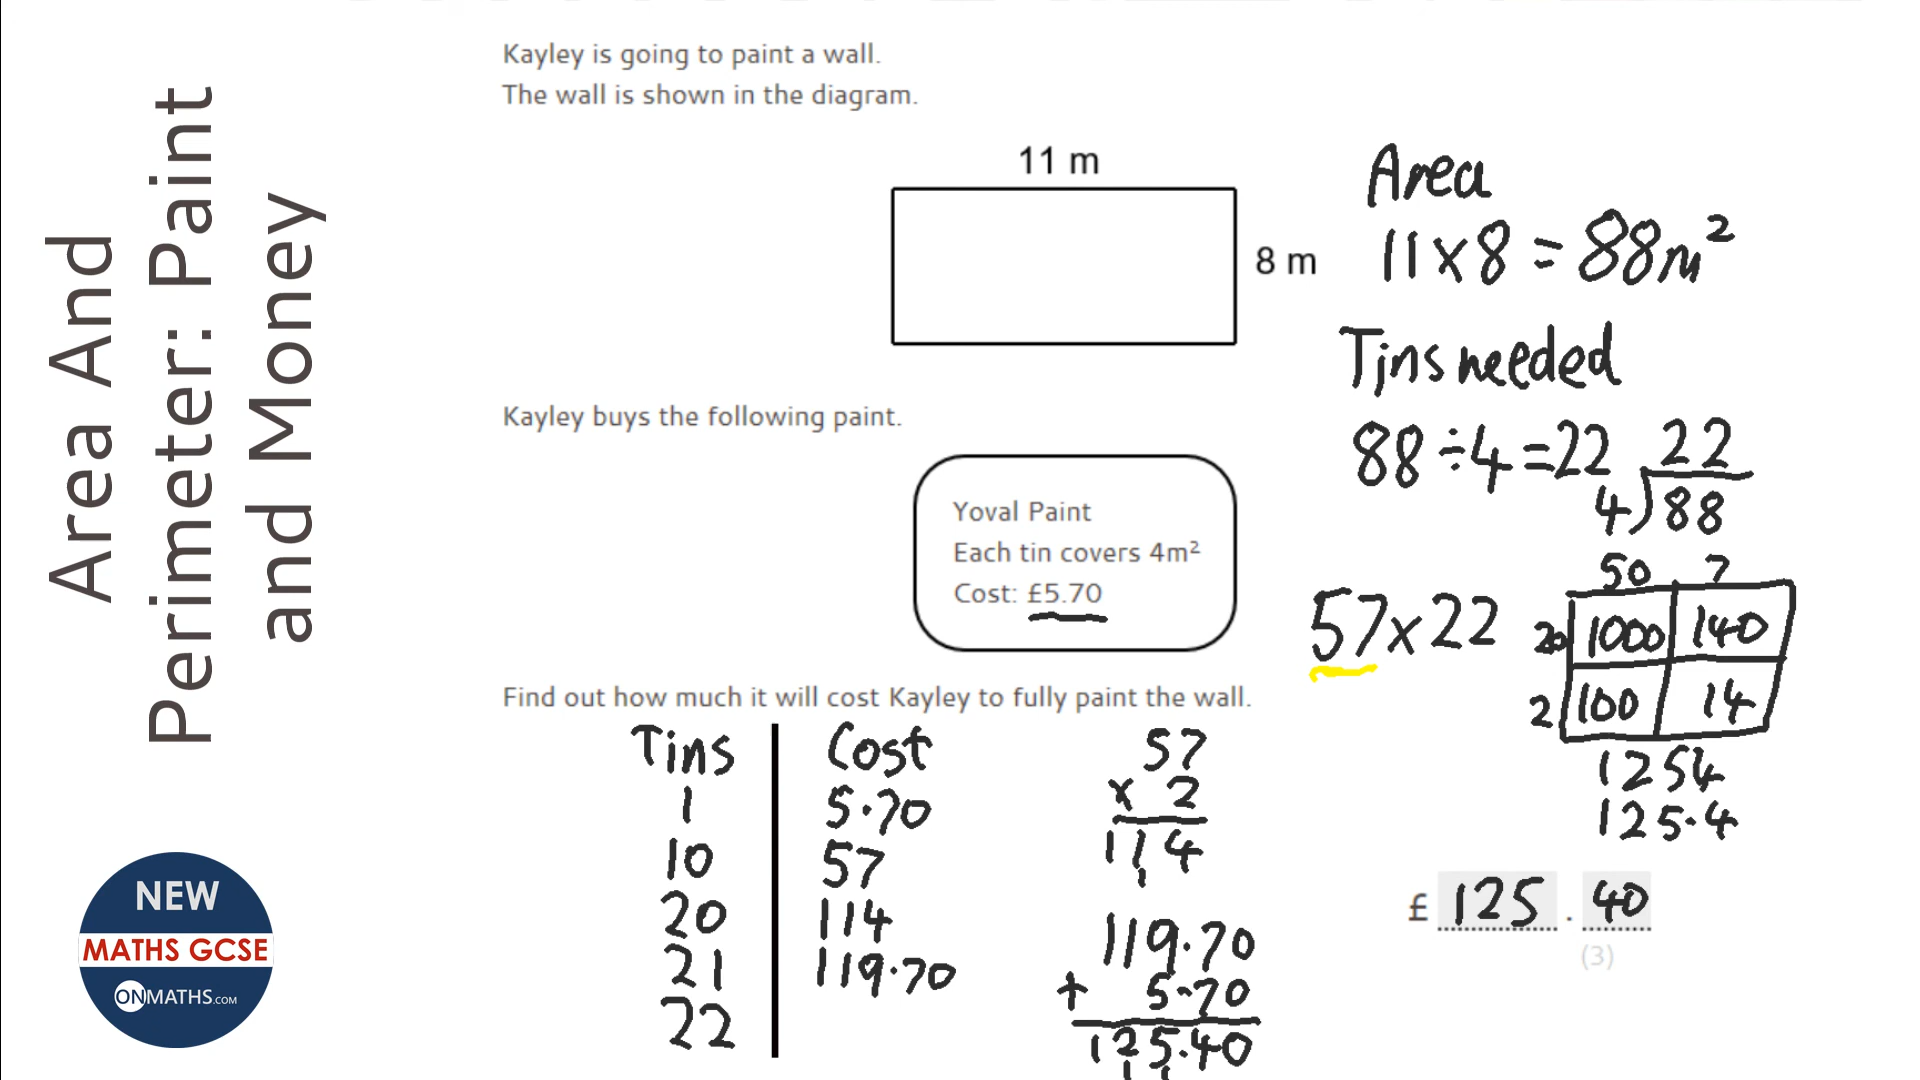 Area And
Perimeter: Paint
and Money
Kayley is going to paint a wall.
The wall is shown in the diagram.
11 m
8 m
Kayley buys the following paint.
Yoval Paint
Each tin covers 4m²
Cost: £5.70
Find out how much it will cost Kayley to fully paint the wall.
Area
11 x 8 = 88m²
Tins needed
88 ÷ 4 = 22
22
4)88
57 x 22
50 7
20 1000 140
2 100 14
1254
125.4
Tins Cost
1 5.70
10 57
20 114
21 119.70
22
57
x 2
114
1
119.70
+ 5.70
125.40
1 1
£ 125 . 40
(3)
NEW
MATHS GCSE
ONMATHS.COM